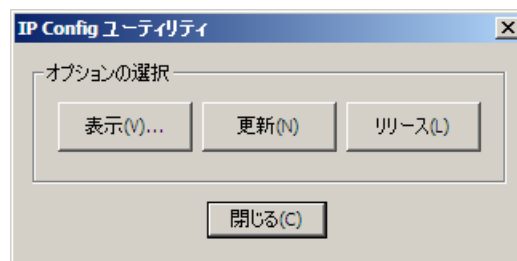 IP Config ユーティリティ
オプションの選択
表示(V)... 更新(N) リリース(L)
閉じる(C)